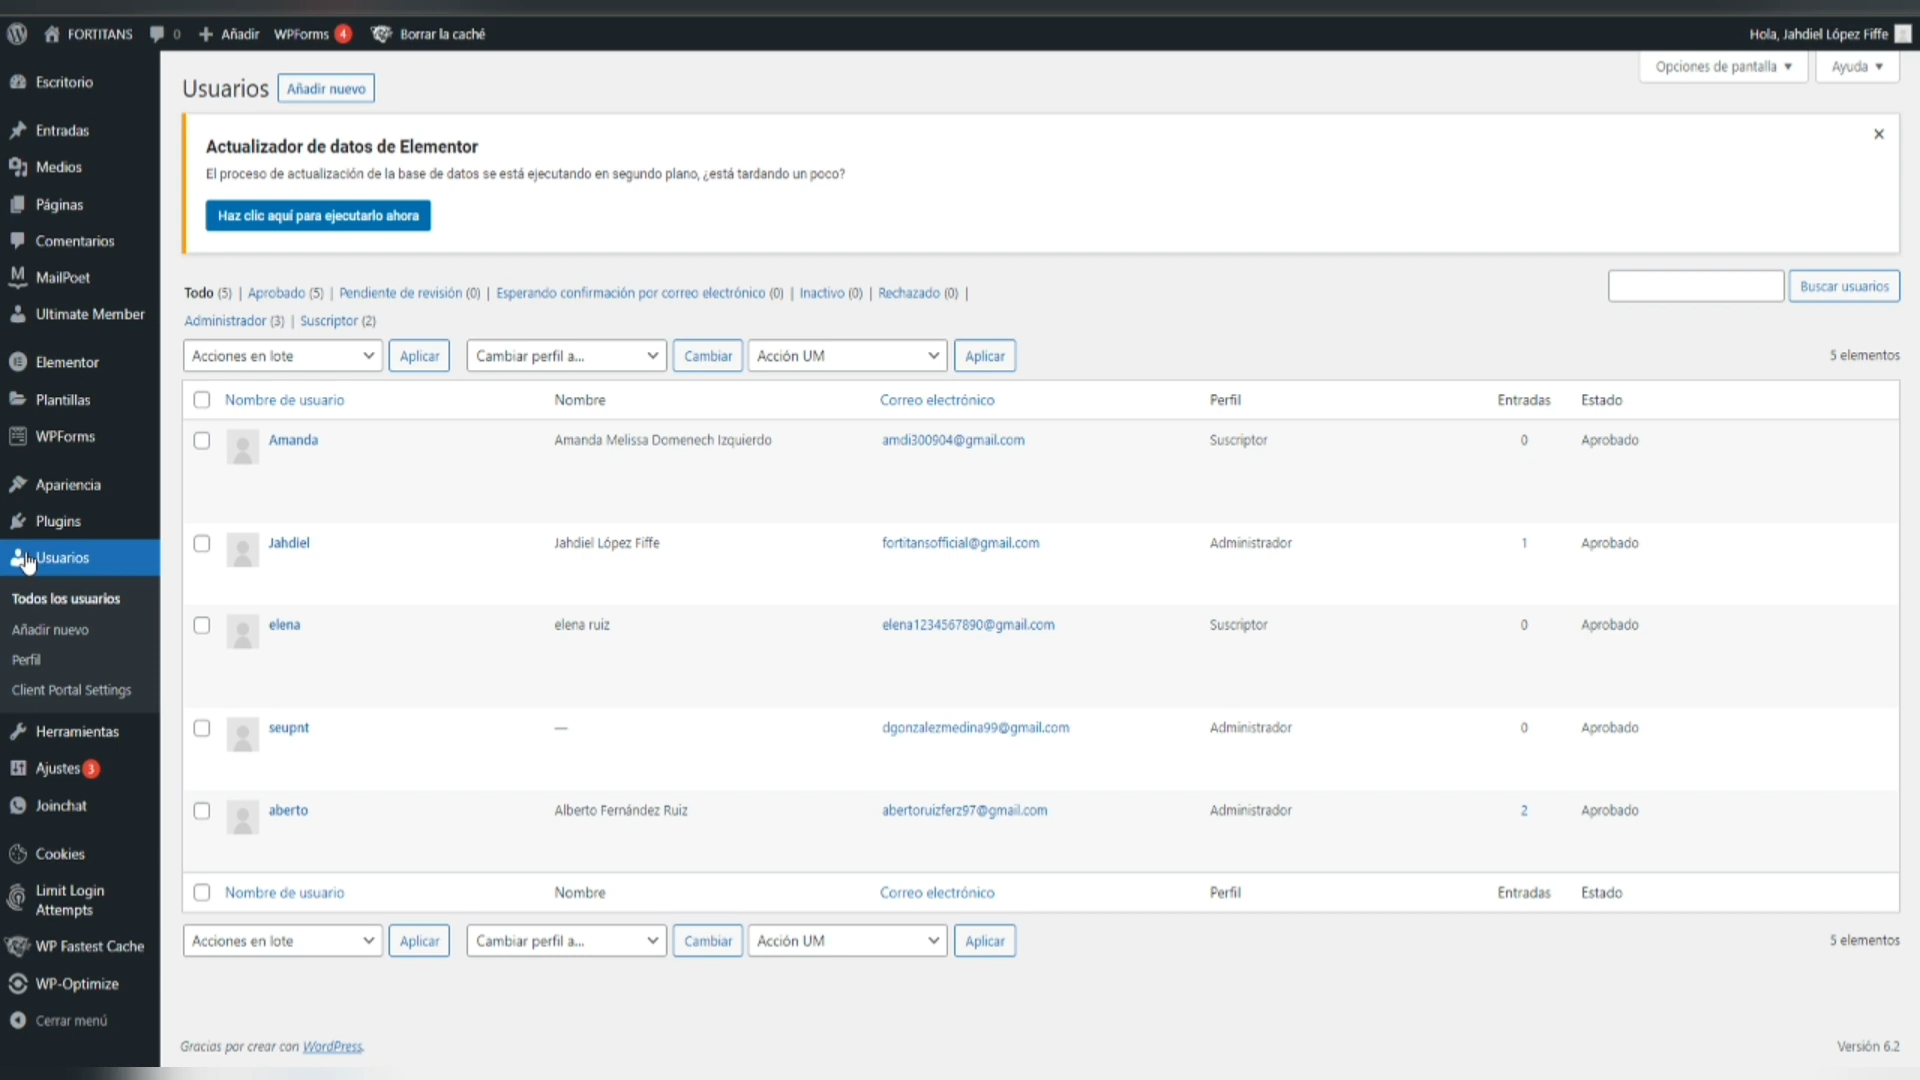 FORTITANS 0 Añadir WPForms 4 Borrar la caché Hola, Jahdiel López Fiffe
Opciones de pantalla Ayuda
Escritorio
Entradas
Medios
Páginas
Comentarios
MailPoet
Ultimate Member
Elementor
Plantillas
WPForms
Apariencia
Plugins
Usuarios
Todos los usuarios
Añadir nuevo
Perfil
Client Portal Settings
Herramientas
Ajustes 3
Joinchat
Cookies
Limit Login
Attempts
WP Fastest Cache
WP-Optimize
Cerrar menú
Usuarios Añadir nuevo
Actualizador de datos de Elementor
El proceso de actualización de la base de datos se está ejecutando en segundo plano, ¿está tardando un poco?
Haz clic aquí para ejecutarlo ahora
Todo (5) | Aprobado (5) | Pendiente de revisión (0) | Esperando confirmación por correo electrónico (0) | Inactivo (0) | Rechazado (0) |
Buscar usuarios
Administrador (3) | Suscriptor (2)
Acciones en lote Aplicar Cambiar perfil a... Cambiar Acción UM Aplicar 5 elementos
Nombre de usuario Nombre Correo electrónico Perfil Entradas Estado
Amanda Amanda Melissa Domenech Izquierdo amdi300904@gmail.com Suscriptor 0 Aprobado
Jahdiel Jahdiel López Fiffe fortitansofficial@gmail.com Administrador 1 Aprobado
elena elena ruiz elena1234567890@gmail.com Suscriptor 0 Aprobado
seupnt — dgonzalezmedina99@gmail.com Administrador 0 Aprobado
aberto Alberto Fernández Ruiz abertoruizferz97@gmail.com Administrador 2 Aprobado
Nombre de usuario Nombre Correo electrónico Perfil Entradas Estado
Acciones en lote Aplicar Cambiar perfil a... Cambiar Acción UM Aplicar 5 elementos
Gracias por crear con WordPress. Versión 6.2